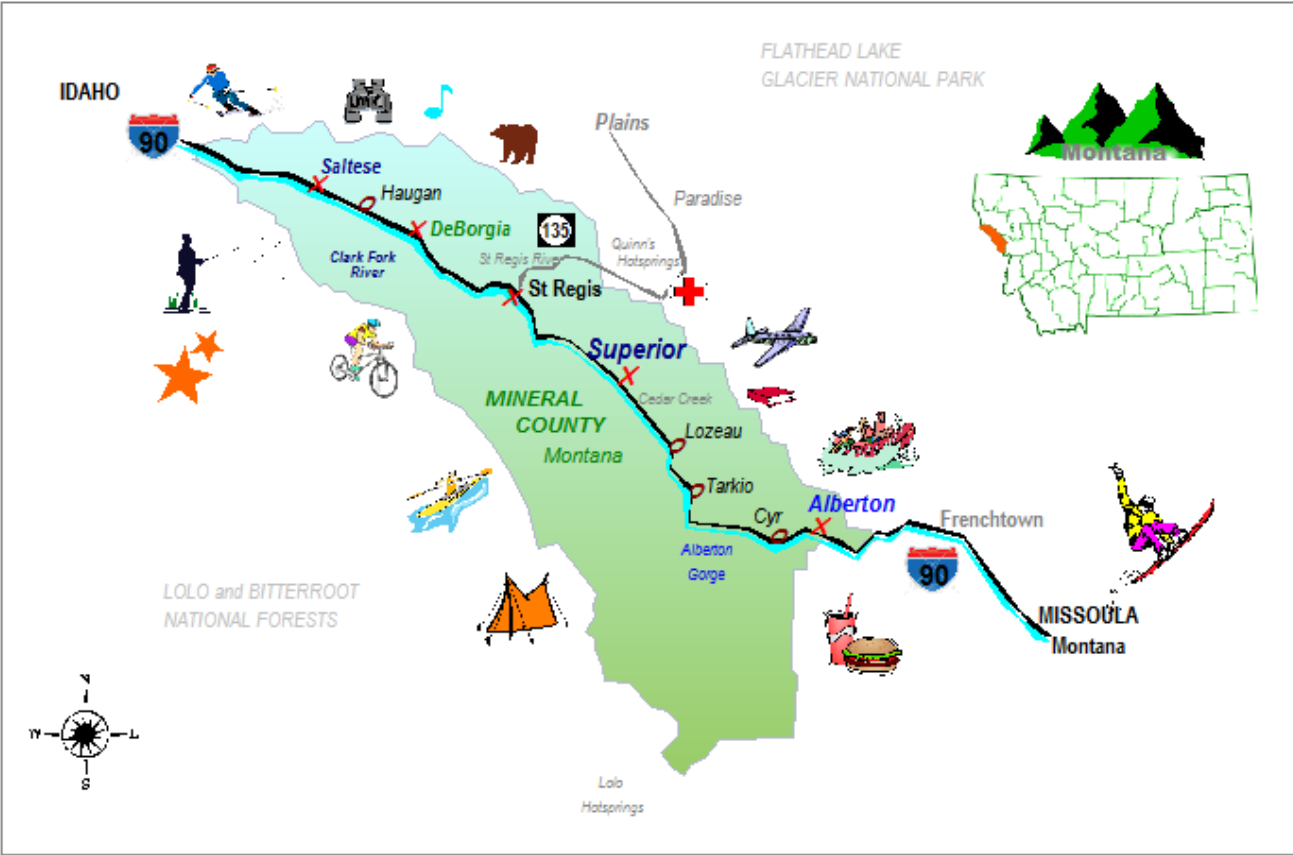 FLATHEAD LAKE
GLACIER NATIONAL PARK
IDAHO
90
Plains
Montana
Saltese
Haugan
Paradise
DeBorgia
135
Quinn's
Hotsprings
Clark Fork
River
St Regis River
St Regis
Superior
MINERAL
COUNTY
Montana
Cedar Creek
Lozeau
Tarkio
Cyr
Alberton
Frenchtown
Alberton
Gorge
90
LOLO and BITTERROOT
NATIONAL FORESTS
MISSOULA
Montana
N
W
S
Lolo
Hotsprings